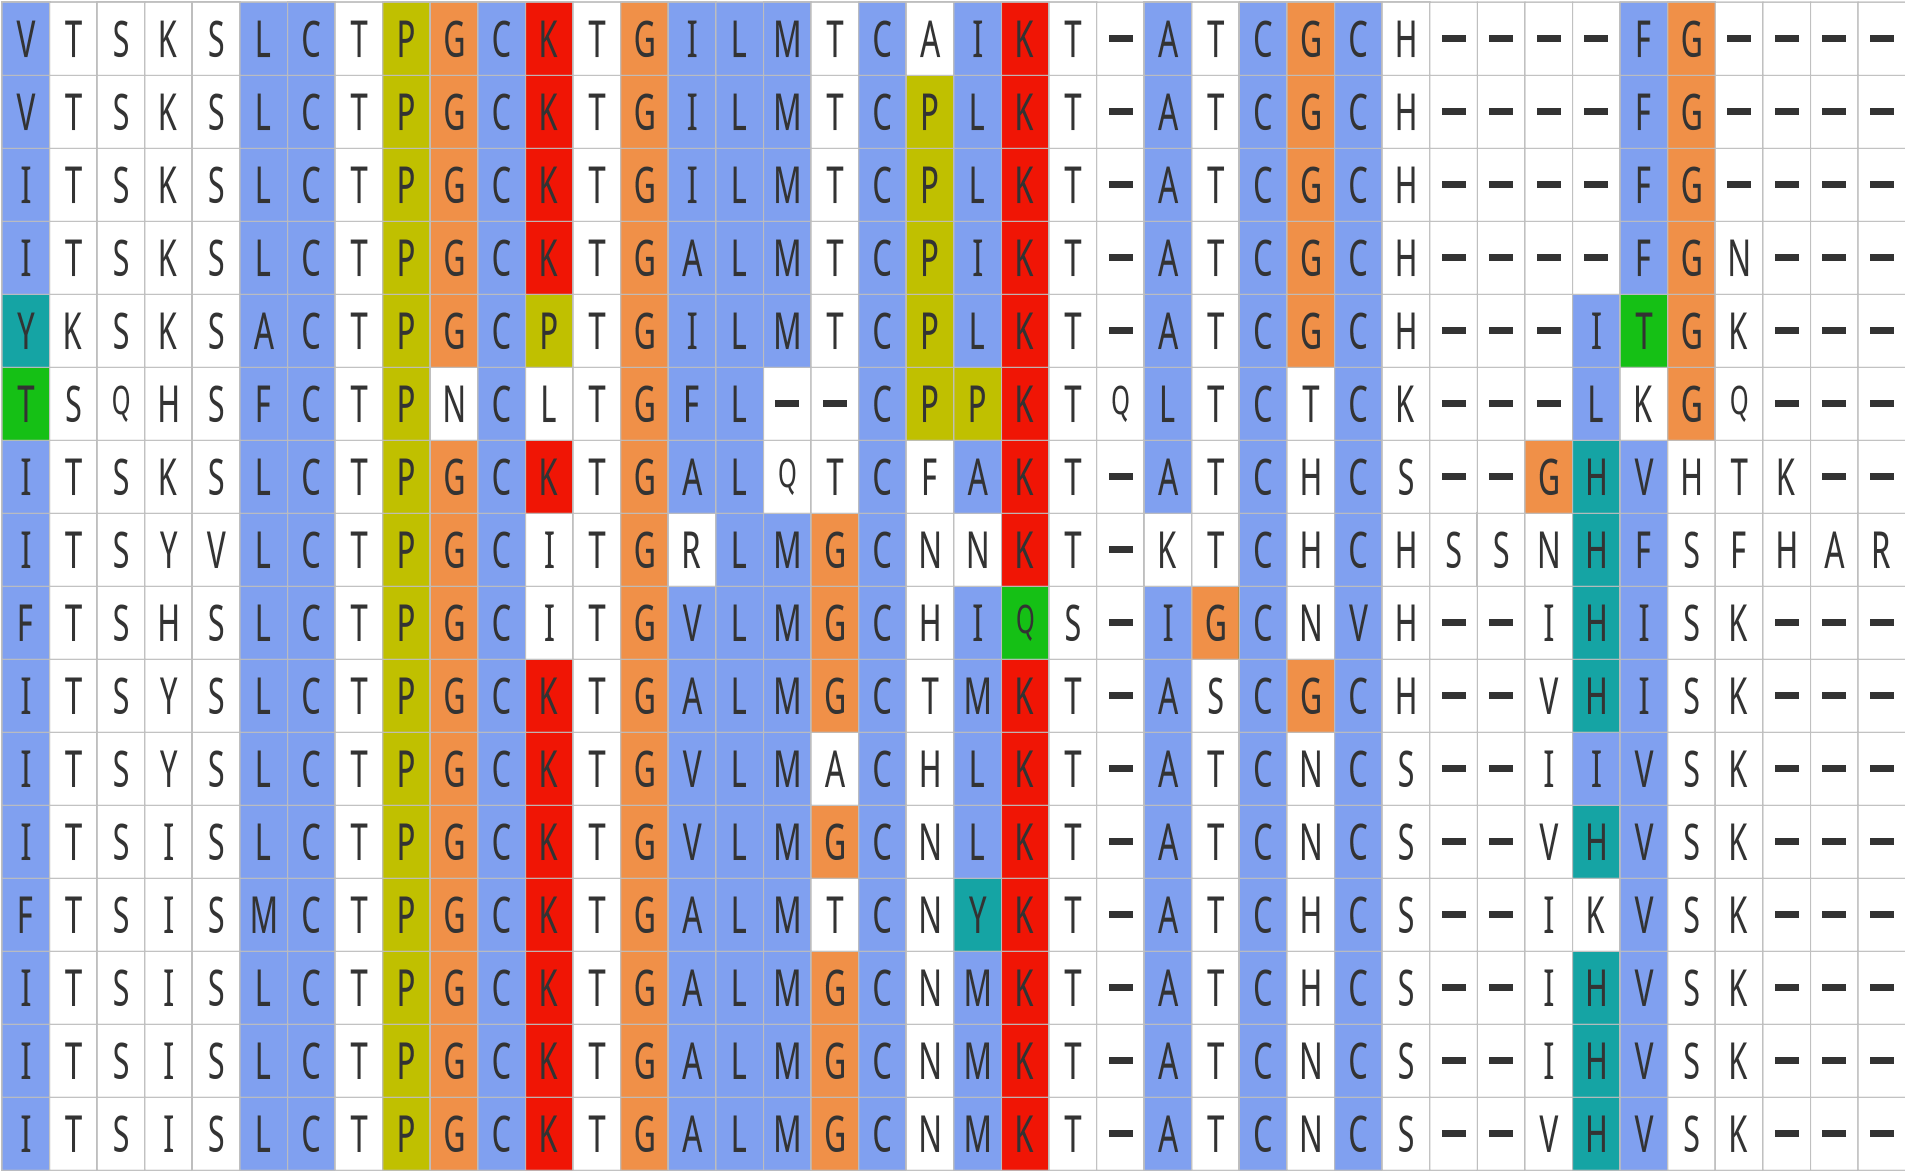 VTSKSLCTPGCKTGILMTCAIKT-ATCGCH----FG----
VTSKSLCTPGCKTGILMTCPLKT-ATCGCH----FG----
ITSKSLCTPGCKTGILMTCPLKT-ATCGCH----FG----
ITSKSLCTPGCKTGALMTCPIKT-ATCGCH----FGN---
YKSKSACTPGCPTGILMTCPLKT-ATCGCH---ITGK---
TSQHSFCTPNCLTGFL--CPPKTQLTCTCK---LKGQ---
ITSKSLCTPGCKTGALQTCFAKT-ATCHCS--GHVHTK--
ITSYVLCTPGCITGRLMGCNNKT-KTCHCHSSNHFSFHAR
FTSHSLCTPGCITGVLMGCHIQS-IGCNVH--IHISK---
ITSYSLCTPGCKTGALMGCTMKT-ASCGCH--VHISK---
ITSYSLCTPGCKTGVLMACHLKT-ATCNCS--IIVSK---
ITSISLCTPGCKTGVLMGCNLKT-ATCNCS--VHVSK---
FTSISMCTPGCKTGALMTCNYKT-ATCHCS--IKVSK---
ITSISLCTPGCKTGALMGCNMKT-ATCHCS--IHVSK---
ITSISLCTPGCKTGALMGCNMKT-ATCNCS--IHVSK---
ITSISLCTPGCKTGALMGCNMKT-ATCNCS--VHVSK---